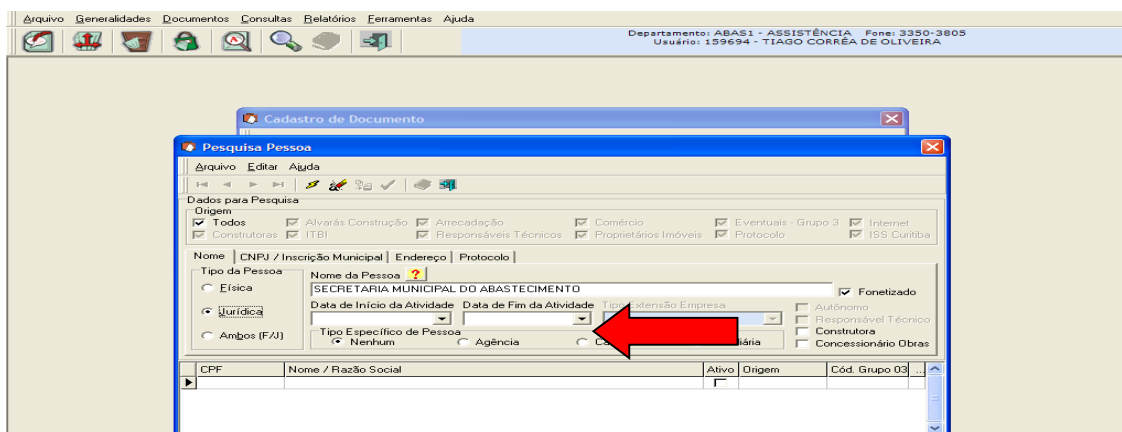 Arquivo Generalidades Documentos Consultas Relatórios Ferramentas Ajuda
Departamento: ABAS1 - ASSISTÊNCIA Fone: 3350-3805
Usuário: 159694 - TIAGO CORRÊA DE OLIVEIRA
Cadastro de Documento
Pesquisa Pessoa
Arquivo Editar Ajuda
Dados para Pesquisa
Origem
Todos Alvarás Construção Arrecadação Comércio Eventuais - Grupo 3 Internet
Construtoras ITBI Responsáveis Técnicos Proprietários Imóveis Protocolo ISS Curitiba
Nome CNPJ / Inscrição Municipal Endereço Protocolo
Tipo da Pessoa Nome da Pessoa ?
Física SECRETARIA MUNICIPAL DO ABASTECIMENTO Fonetizado
Data de Início da Atividade Data de Fim da Atividade Tipo Extensão Empresa Autônomo
Jurídica Responsável Técnico
Tipo Específico de Pessoa Construtora
Ambos (F/J) Nenhum Agência Concessionário Obras
CPF Nome / Razão Social Ativo Origem Cód. Grupo 03 ...